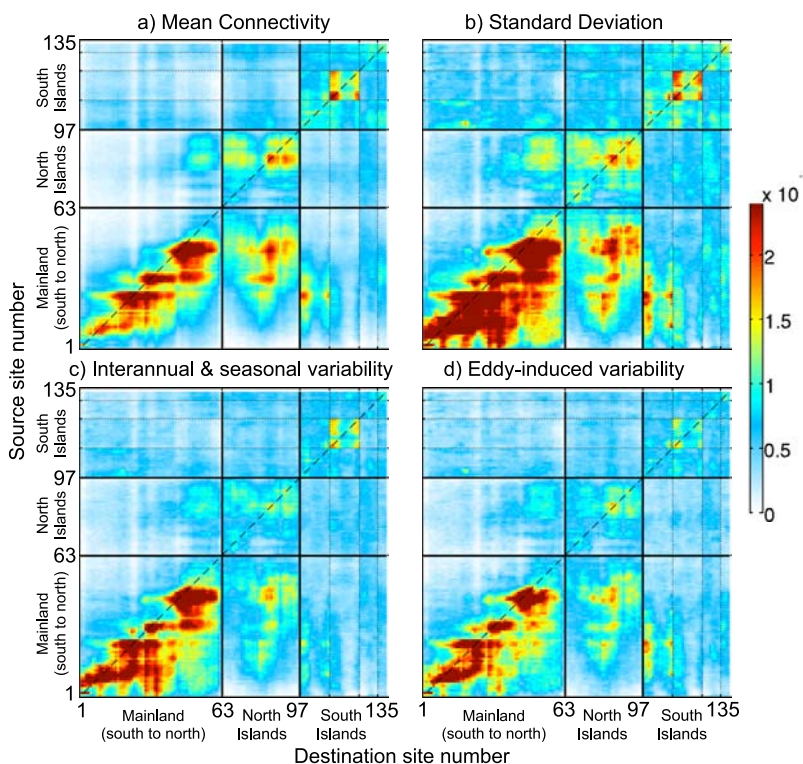 a) Mean Connectivity
b) Standard Deviation
135
South
Islands
97
North
Islands
63
Mainland
(south to north)
1
x 10
2
1.5
1
0.5
0
c) Interannual & seasonal variability
d) Eddy-induced variability
135
South
Islands
97
North
Islands
63
Mainland
(south to north)
1
Source site number
1
Mainland
(south to north)
63
North
Islands
97
South
Islands
135
1
Mainland
(south to north)
63
North
Islands
97
South
Islands
135
Destination site number